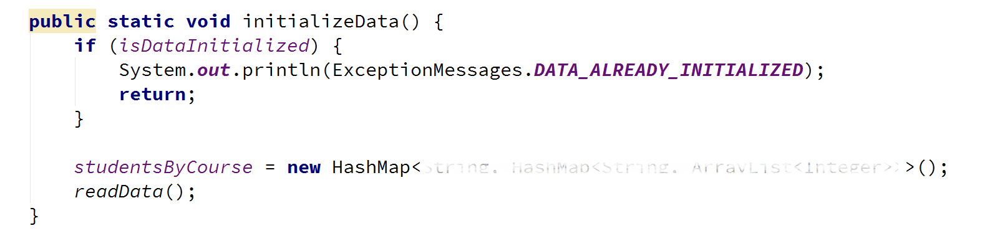 public static void initializeData() {
if (isDataInitialized) {
System.out.println(ExceptionMessages.DATA_ALREADY_INITIALIZED);
return;
}
studentsByCourse = new HashMap<String, HashMap<String, ArrayList<Integer>>>();
readData();
}